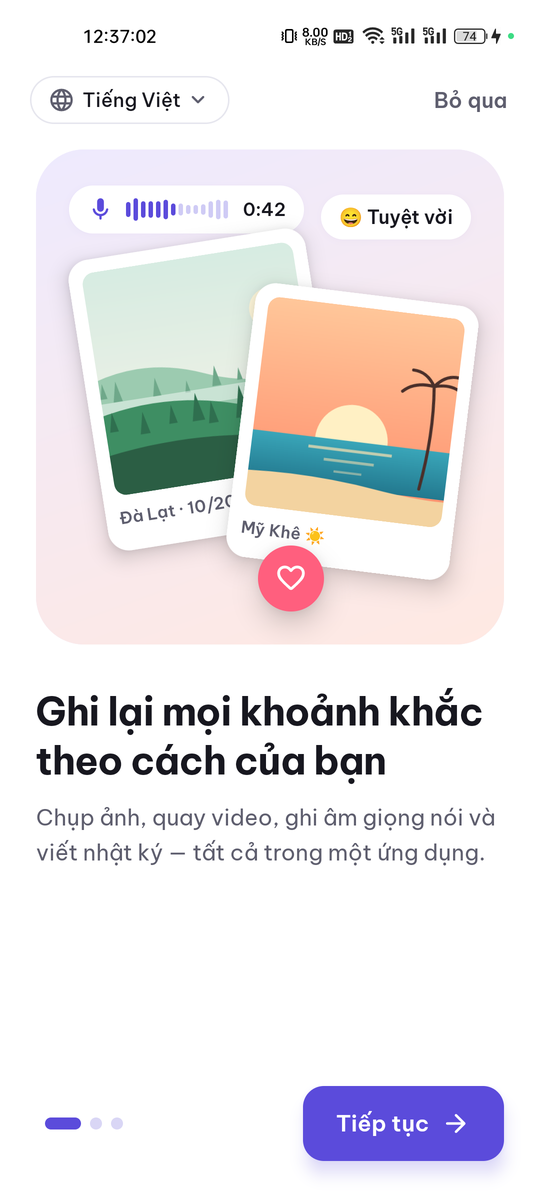 12:37:02
8.00
KB/S
HD
5G
5G
74
Tiếng Việt
Bỏ qua
0:42
😄 Tuyệt vời
Đà Lạt · 10/20
Mỹ Khê ☀️
Ghi lại mọi khoảnh khắc
theo cách của bạn
Chụp ảnh, quay video, ghi âm giọng nói và
viết nhật ký — tất cả trong một ứng dụng.
Tiếp tục